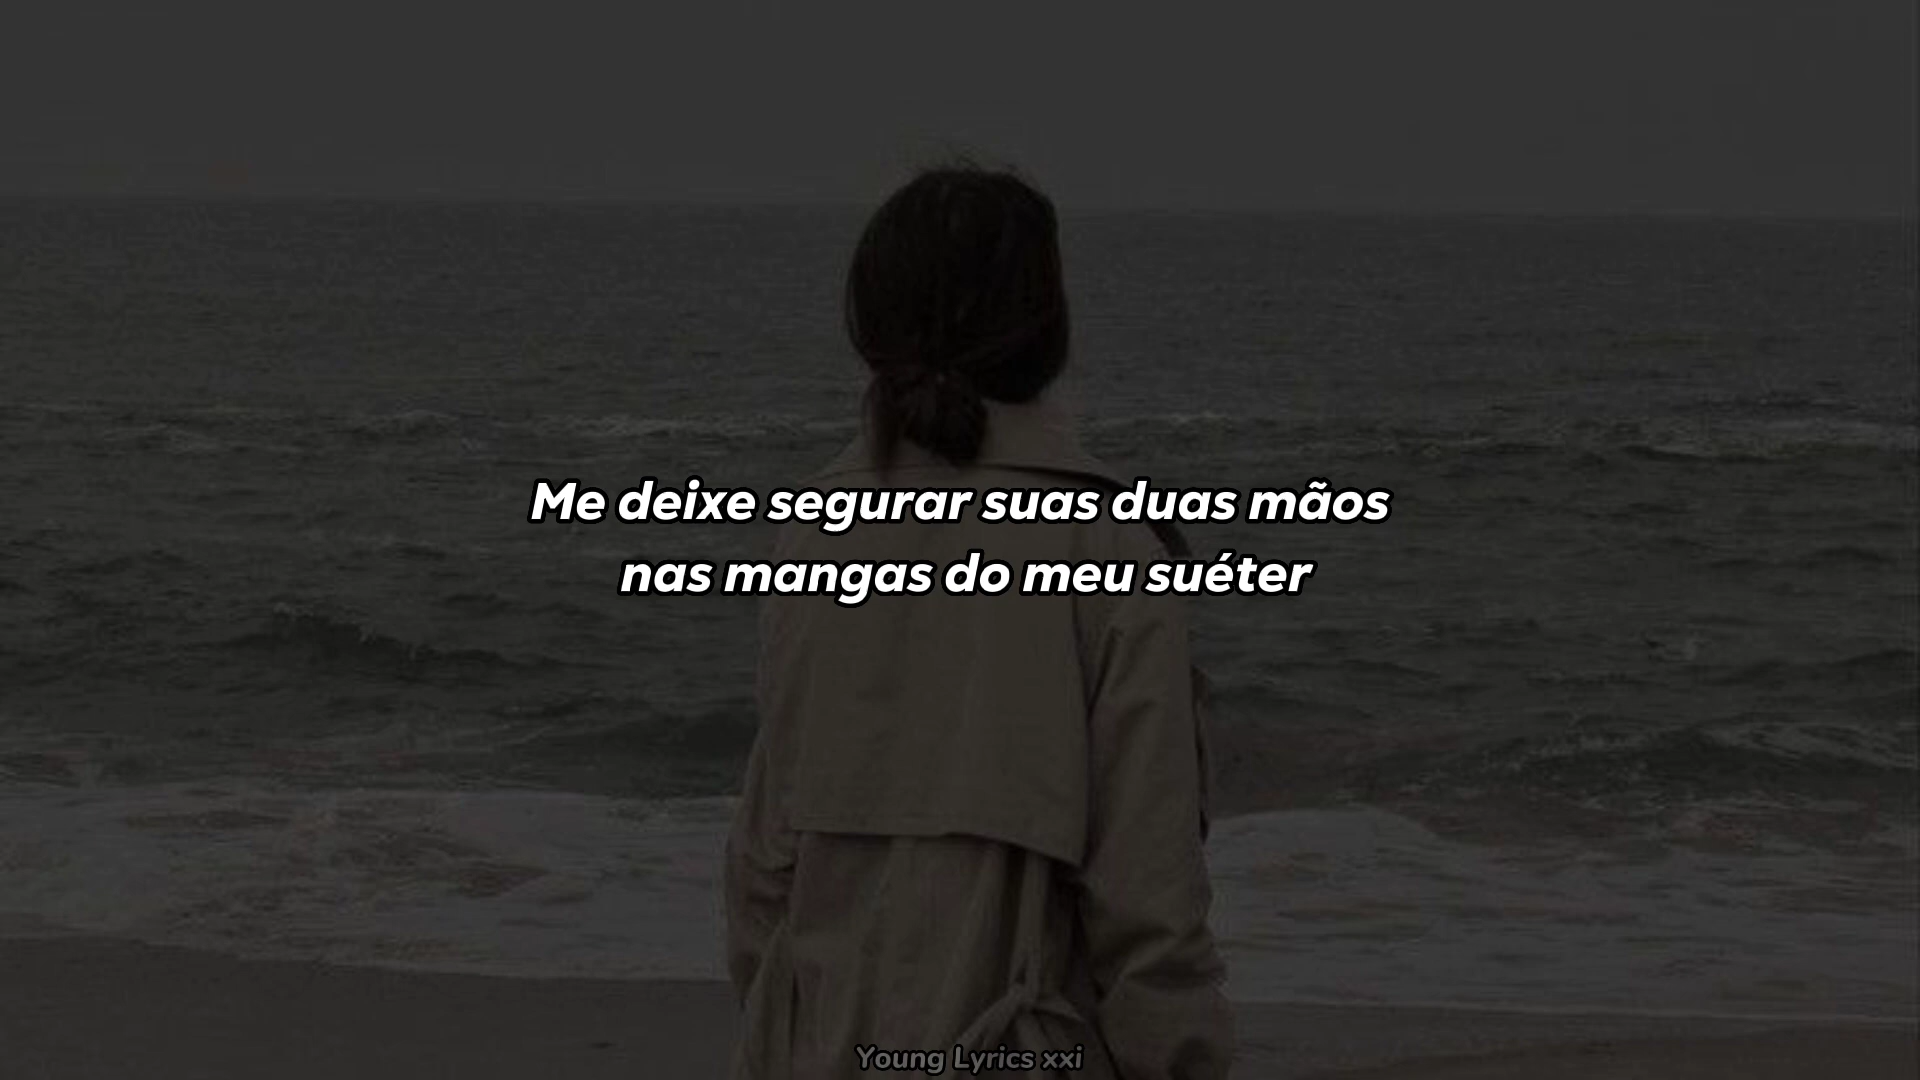 Me deixe segurar suas duas mãos
nas mangas do meu suéter
Young Lyrics xxi